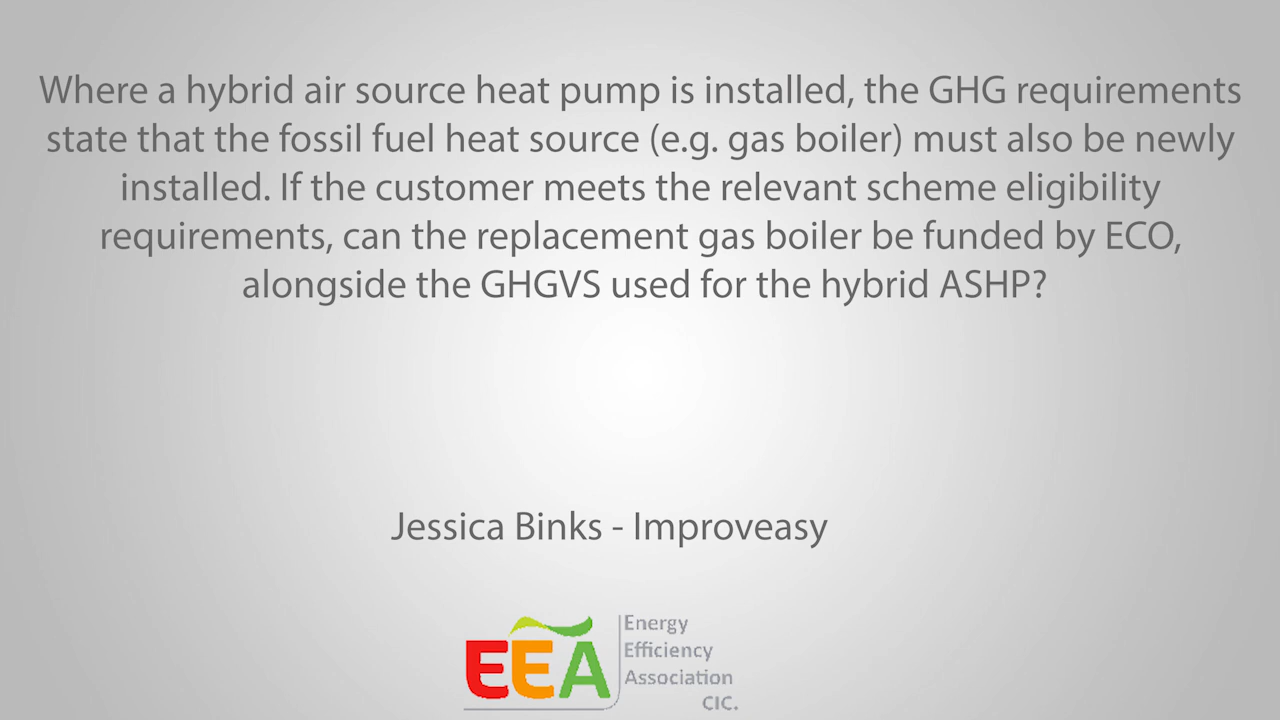 Where a hybrid air source heat pump is installed, the GHG requirements
state that the fossil fuel heat source (e.g. gas boiler) must also be newly
installed. If the customer meets the relevant scheme eligibility
requirements, can the replacement gas boiler be funded by ECO,
alongside the GHGVS used for the hybrid ASHP?
Jessica Binks - Improveasy
EEA
Energy
Efficiency
Association
CIC.